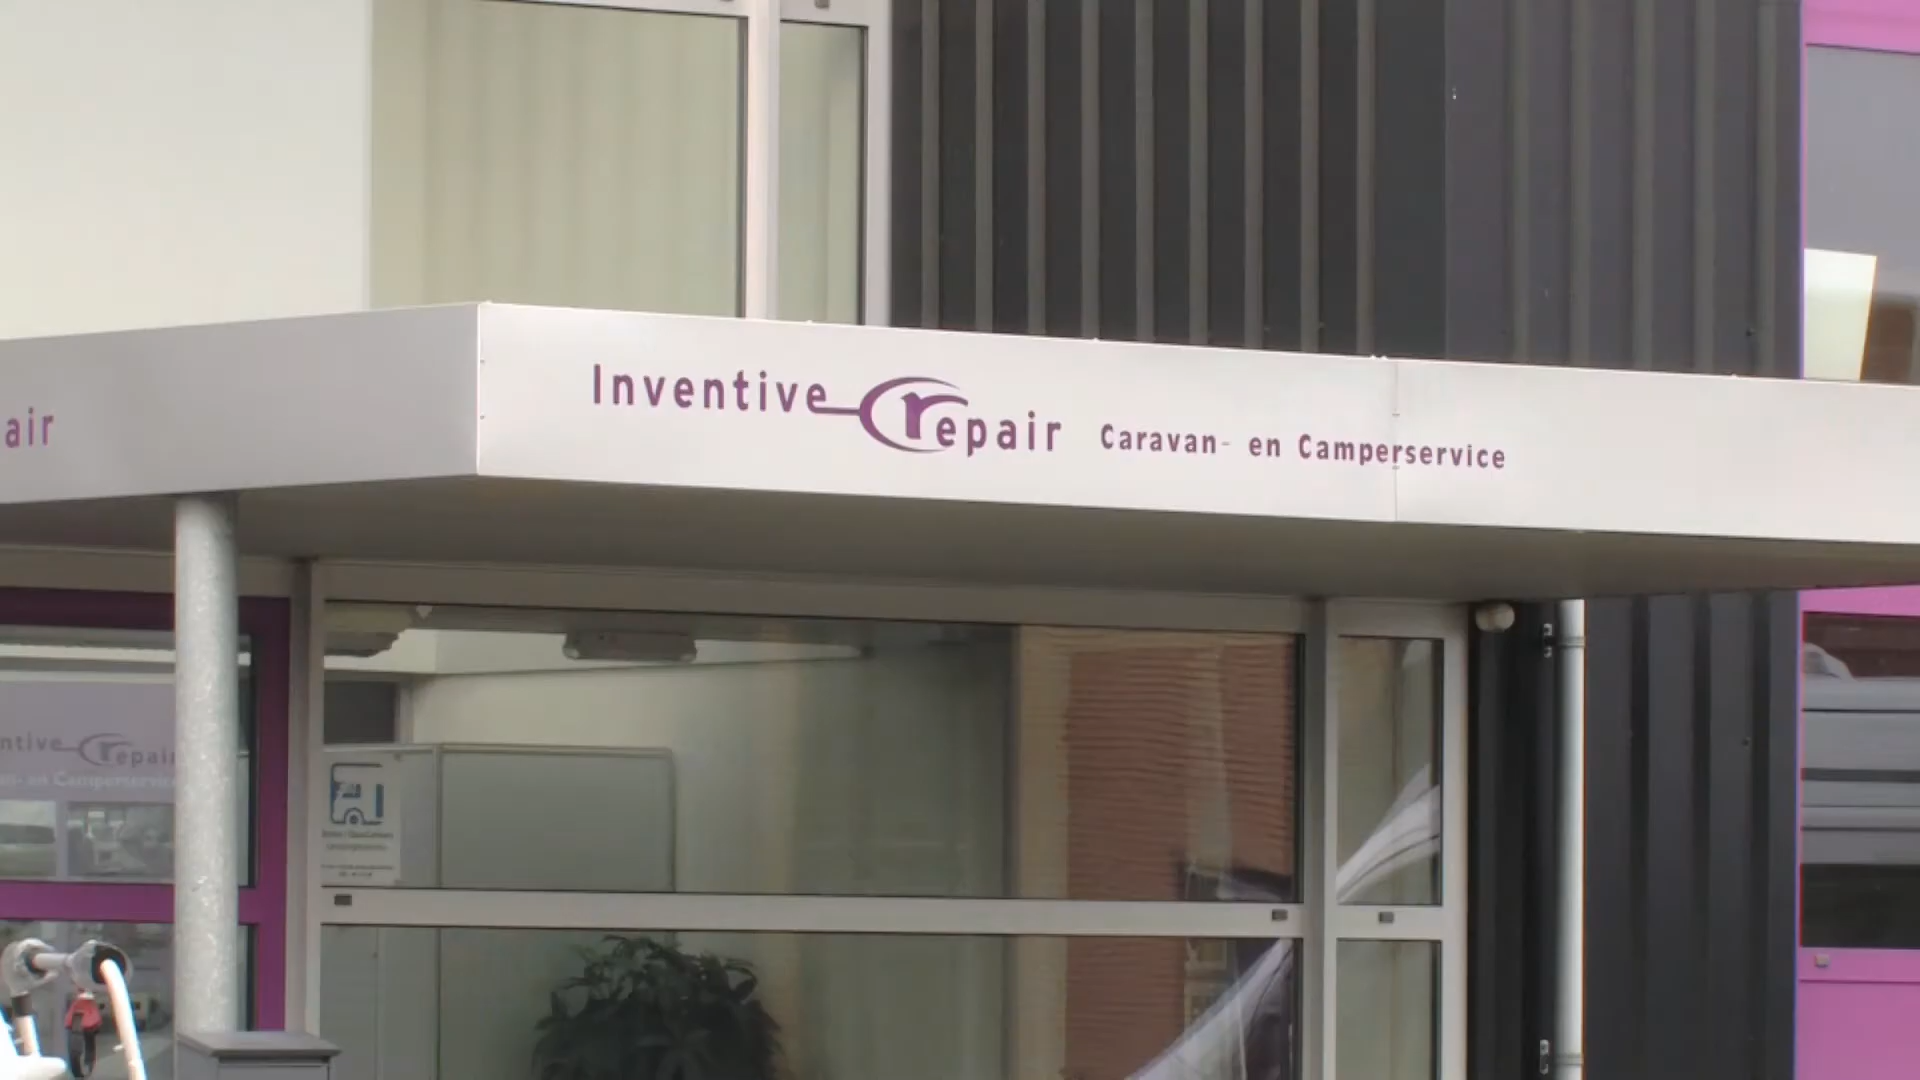 Inventive repair Caravan- en Camperservice
air
ntive repair
an- en Camperservice